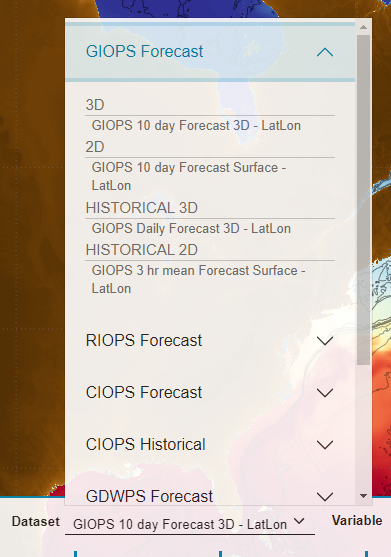 GIOPS Forecast
3D
GIOPS 10 day Forecast 3D - LatLon
2D
GIOPS 10 day Forecast Surface -
LatLon
HISTORICAL 3D
GIOPS Daily Forecast 3D - LatLon
HISTORICAL 2D
GIOPS 3 hr mean Forecast Surface -
LatLon
RIOPS Forecast
CIOPS Forecast
CIOPS Historical
GDWPS Forecast
Dataset GIOPS 10 day Forecast 3D - LatLon Variable